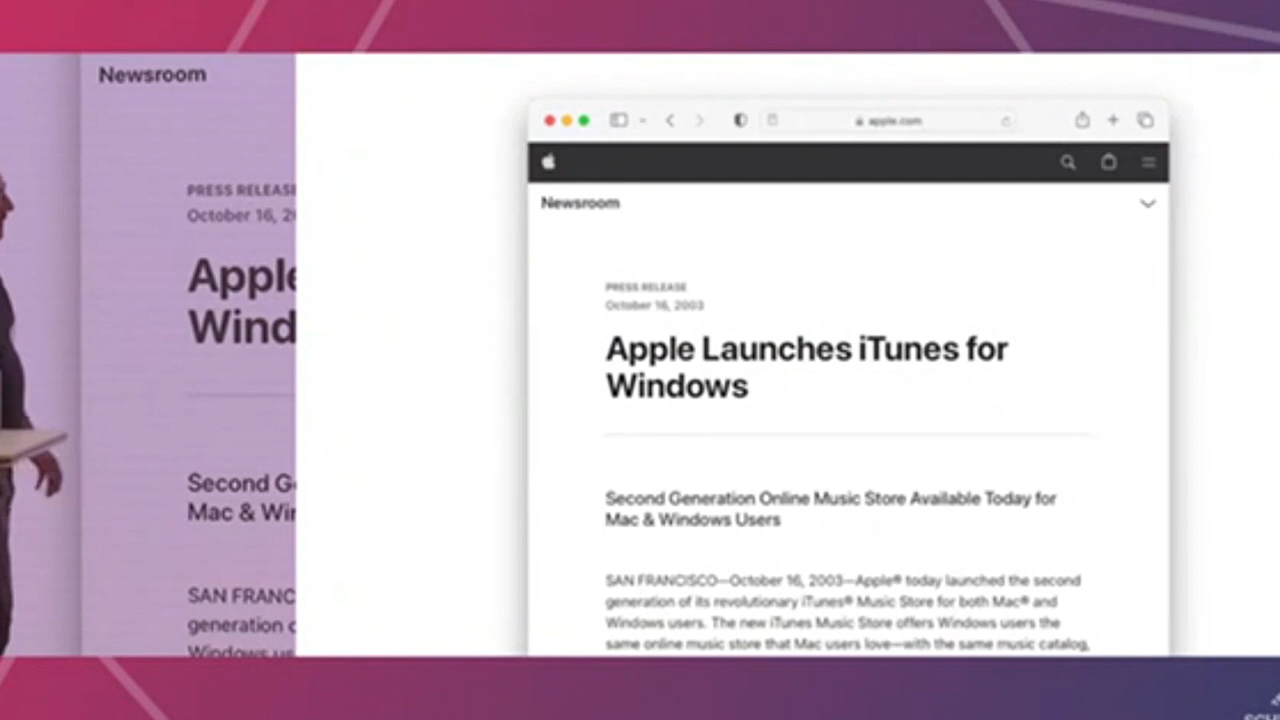 Newsroom
PRESS RELEAS
October 16, 2
Apple
Wind
Second G
Mac & Wi
SAN FRANC
generation
Windows us
apple.com
Newsroom
PRESS RELEASE
October 16, 2003
Apple Launches iTunes for
Windows
Second Generation Online Music Store Available Today for
Mac & Windows Users
SAN FRANCISCO—October 16, 2003—Apple® today launched the second
generation of its revolutionary iTunes® Music Store for both Mac® and
Windows users. The new iTunes Music Store offers Windows users the
same online music store that Mac users love—with the same music catalog,